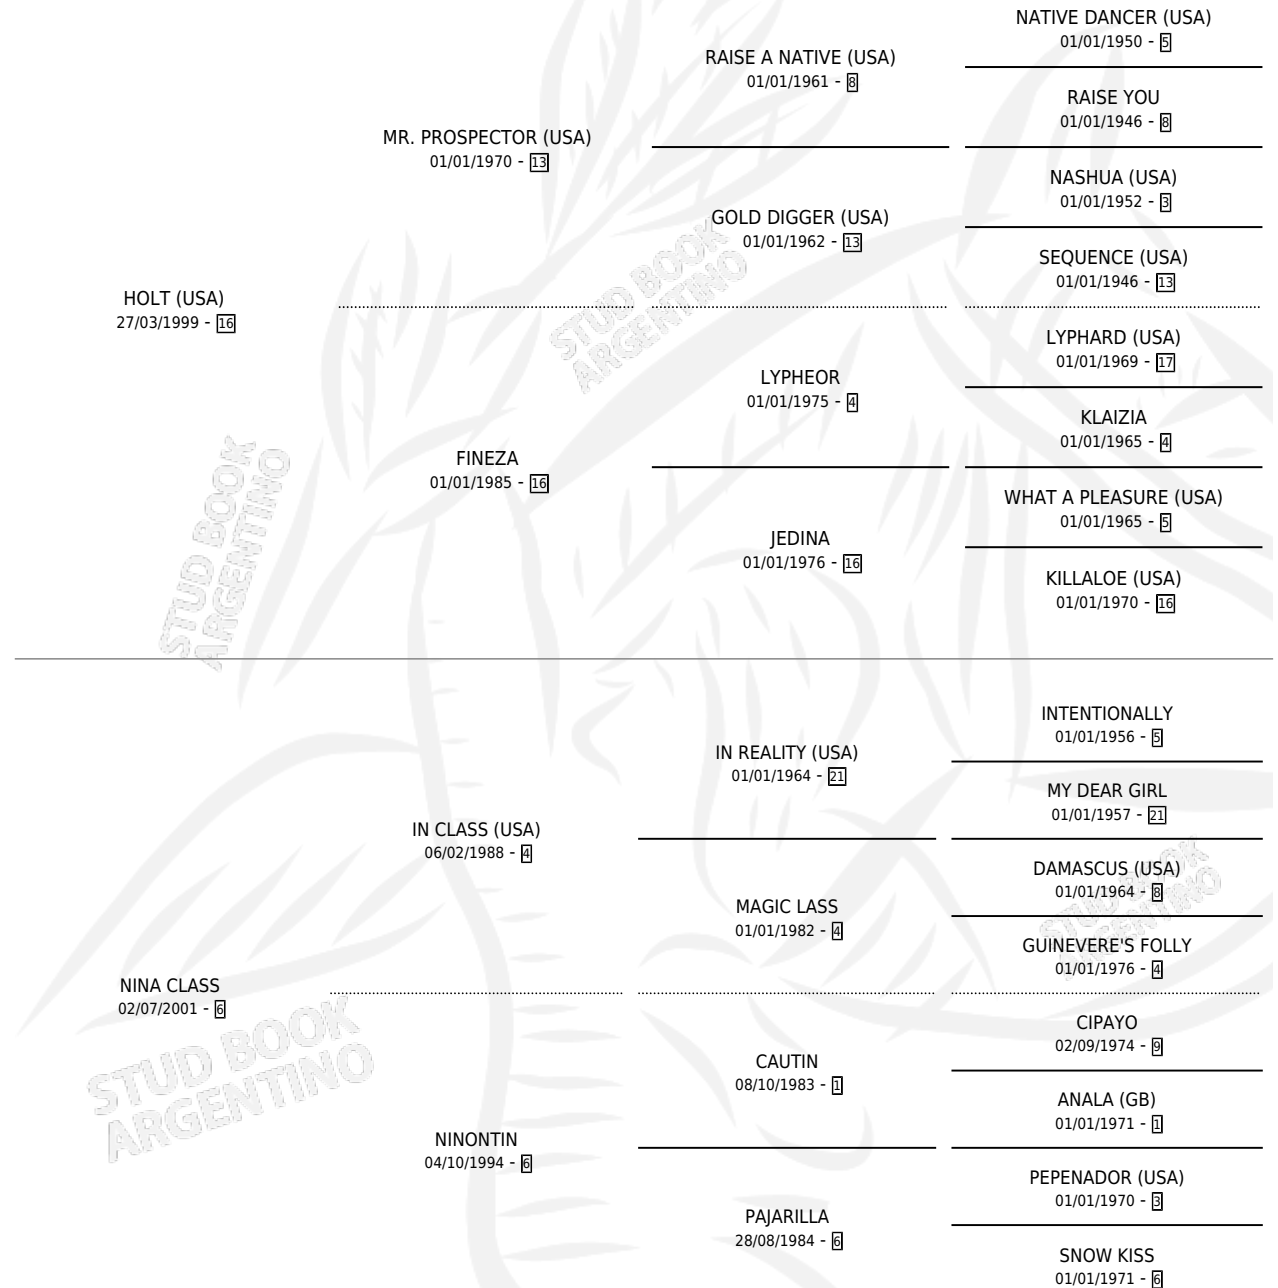 NATIVE DANCER (USA)
01/01/1950 - 5
RAISE A NATIVE (USA)
01/01/1961 - 8
RAISE YOU
01/01/1946 - 8
MR. PROSPECTOR (USA)
01/01/1970 - 13
NASHUA (USA)
01/01/1952 - 3
GOLD DIGGER (USA)
01/01/1962 - 13
SEQUENCE (USA)
01/01/1946 - 13
HOLT (USA)
27/03/1999 - 16
STUD BOOK
ARGENTINO
LYPHARD (USA)
01/01/1969 - 17
LYPHEOR
01/01/1975 - 4
KLAIZIA
01/01/1965 - 4
FINEZA
01/01/1985 - 16
WHAT A PLEASURE (USA)
01/01/1965 - 5
JEDINA
01/01/1976 - 16
KILLALOE (USA)
01/01/1970 - 16
STUD BOOK
ARGENTINO
INTENTIONALLY
01/01/1956 - 5
IN REALITY (USA)
01/01/1964 - 21
MY DEAR GIRL
01/01/1957 - 21
IN CLASS (USA)
06/02/1988 - 4
DAMASCUS (USA)
01/01/1964 - 8
MAGIC LASS
01/01/1982 - 4
GUINEVERE'S FOLLY
01/01/1976 - 4
STUD BOOK
ARGENTINO
NINA CLASS
02/07/2001 - 6
CIPAYO
02/09/1974 - 9
CAUTIN
08/10/1983 - 1
ANALA (GB)
01/01/1971 - 1
STUD BOOK
ARGENTINO
NINONTIN
04/10/1994 - 6
PEPENADOR (USA)
01/01/1970 - 3
PAJARILLA
28/08/1984 - 6
SNOW KISS
01/01/1971 - 6